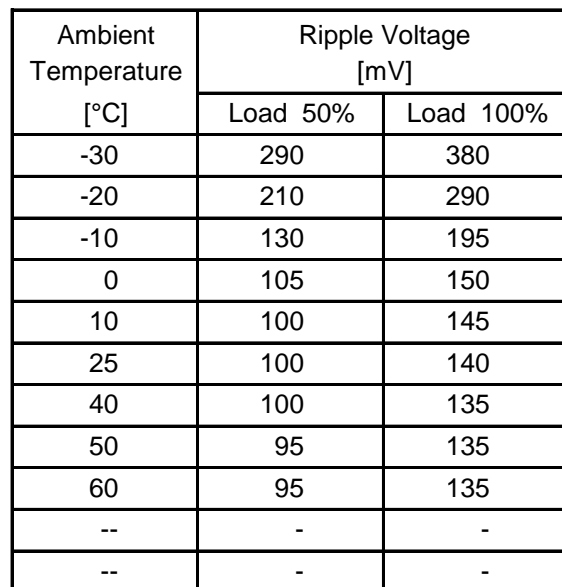 Ambient Temperature [°C] Ripple Voltage [mV]
Load 50% Load 100%
-30 290 380
-20 210 290
-10 130 195
0 105 150
10 100 145
25 100 140
40 100 135
50 95 135
60 95 135
-- - -
-- - -